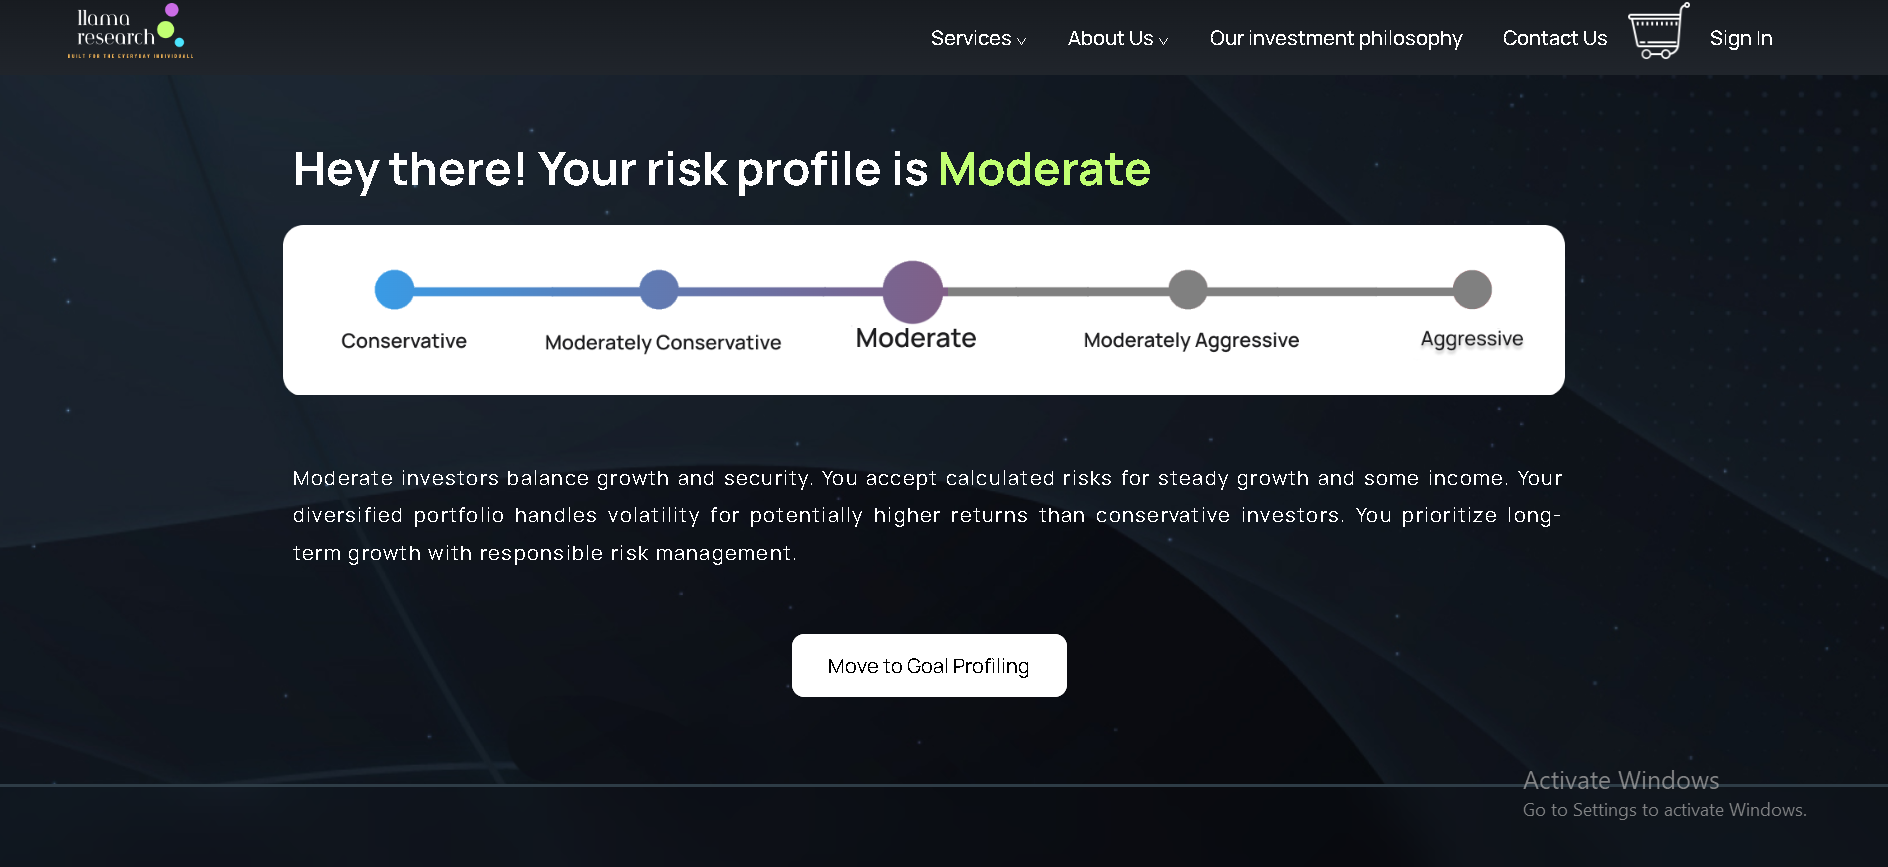 llama
research
BUILT FOR THE EVERYDAY INDIVIDUALL
Services
About Us
Our investment philosophy
Contact Us
Sign In
Hey there! Your risk profile is Moderate
Conservative
Moderately Conservative
Moderate
Moderately Aggressive
Aggressive
Moderate investors balance growth and security. You accept calculated risks for steady growth and some income. Your
diversified portfolio handles volatility for potentially higher returns than conservative investors. You prioritize long-
term growth with responsible risk management.
Move to Goal Profiling
Activate Windows
Go to Settings to activate Windows.